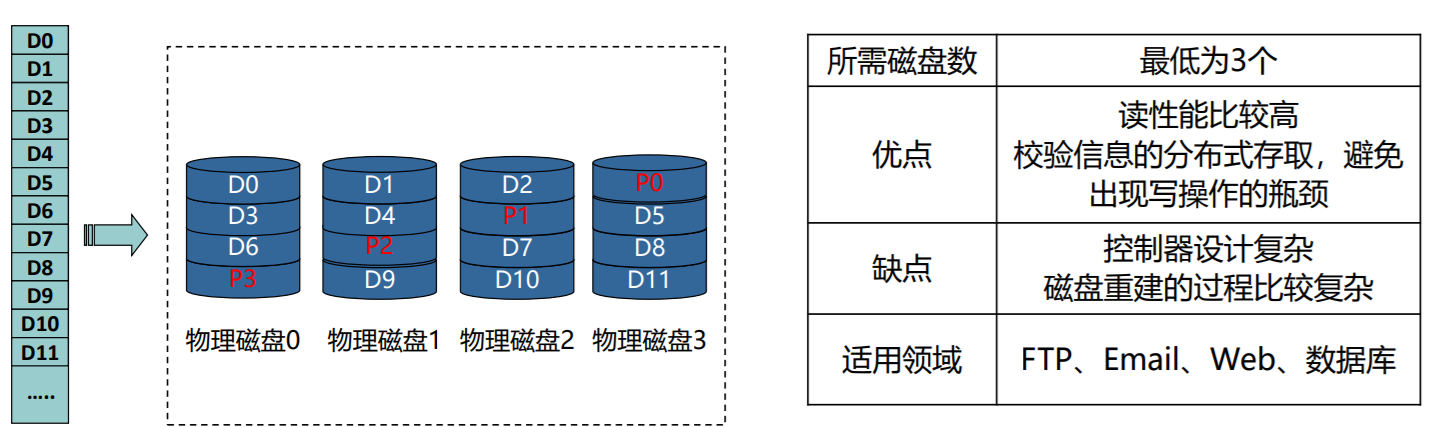 D0
D1
D2
D3
D4
D5
D6
D7
D8
D9
D10
D11
.....
D0 D1 D2 P0
D3 D4 P1 D5
D6 P2 D7 D8
P3 D9 D10 D11
物理磁盘0 物理磁盘1 物理磁盘2 物理磁盘3
所需磁盘数 最低为3个
优点
读性能比较高
校验信息的分布式存取，避免
出现写操作的瓶颈
缺点
控制器设计复杂
磁盘重建的过程比较复杂
适用领域 FTP、Email、Web、数据库